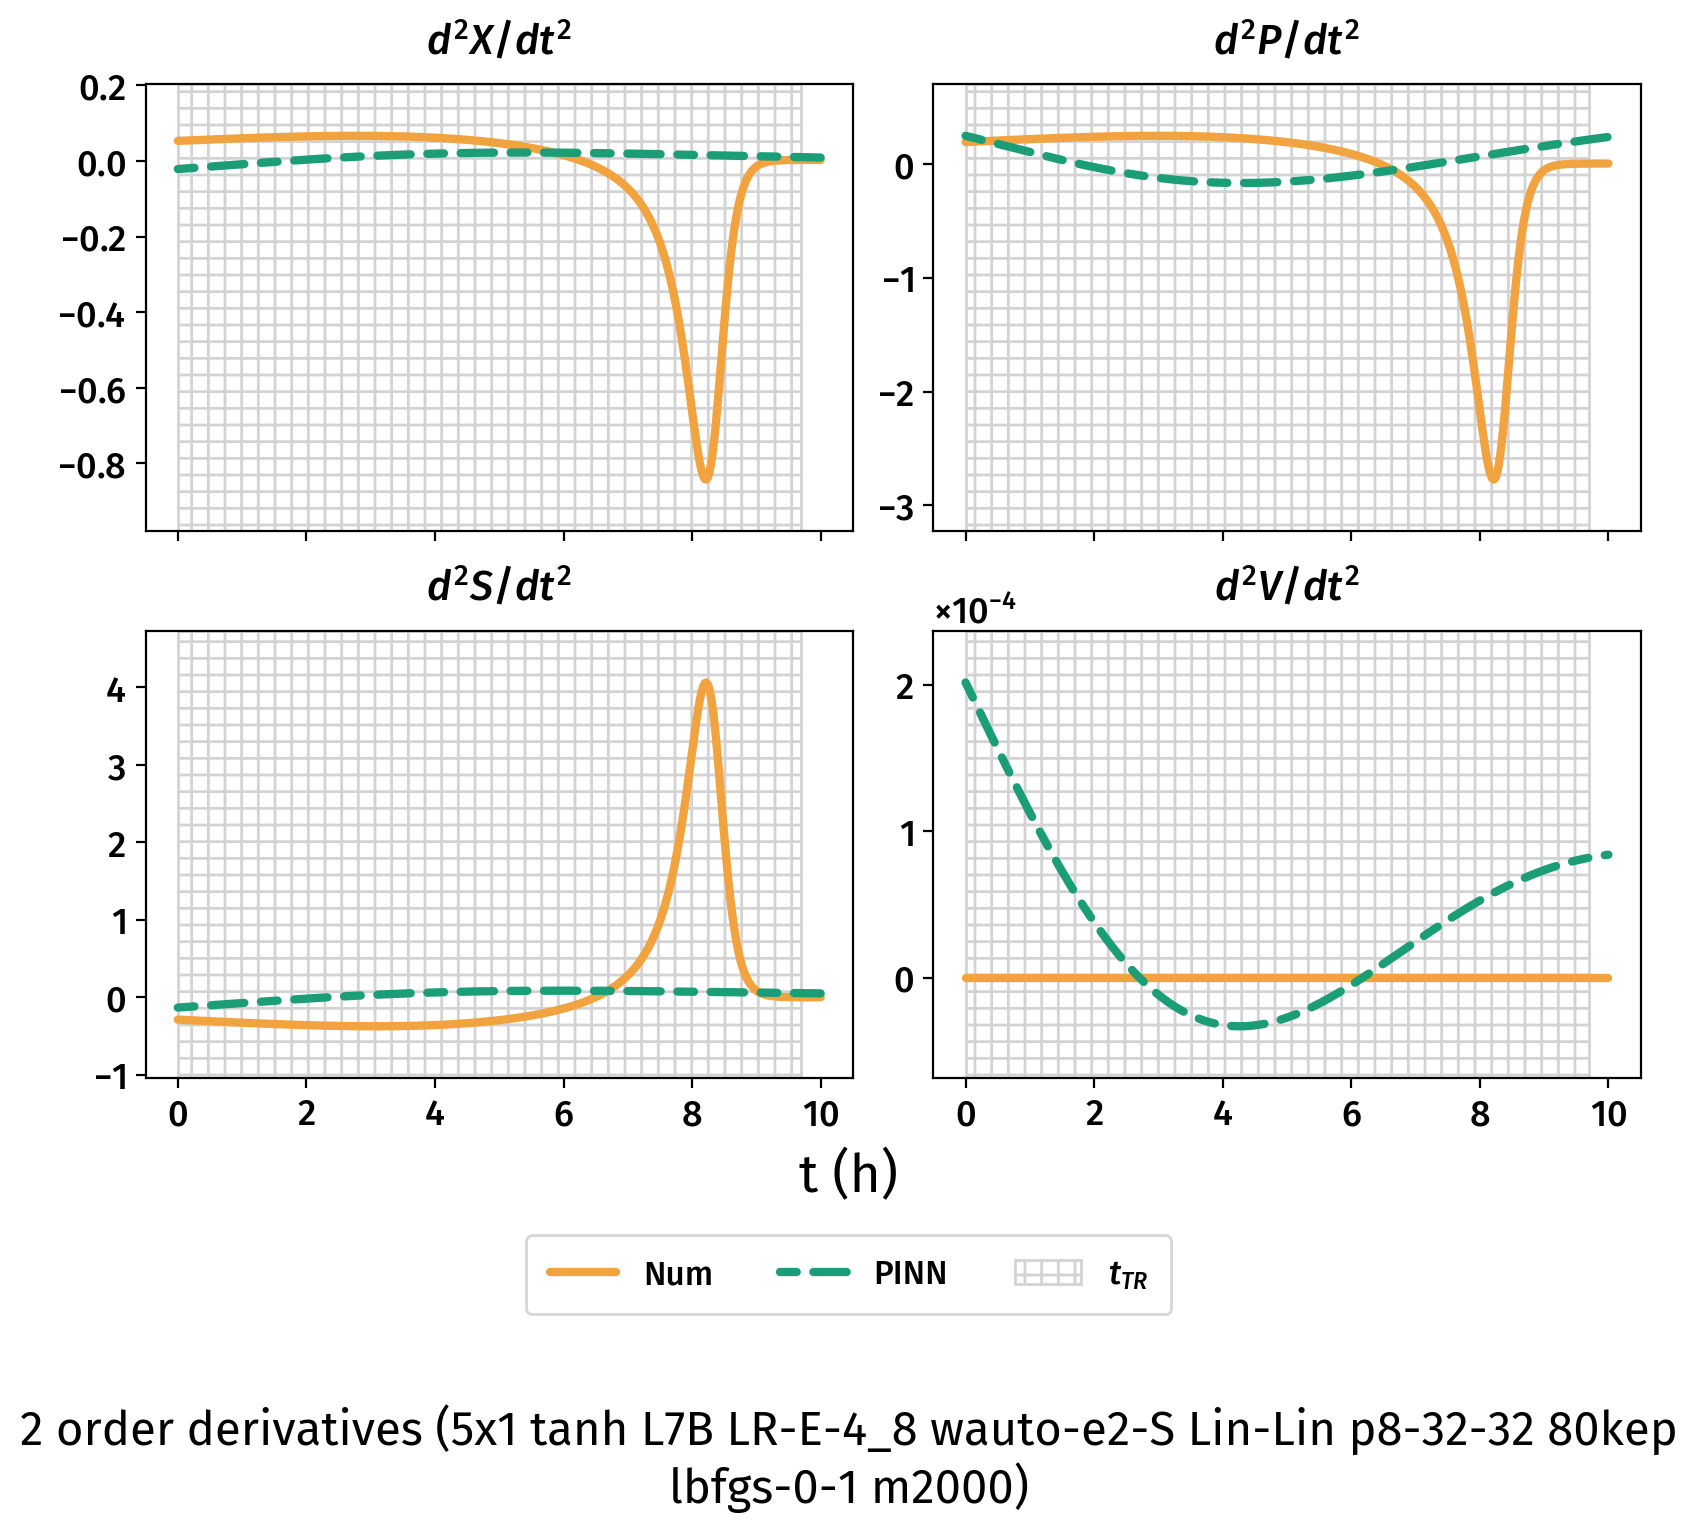 d²X/dt²
d²P/dt²
0.2
0.0
−0.2
−0.4
−0.6
−0.8
0
−1
−2
−3
d²S/dt²
d²V/dt²
×10⁻⁴
4
3
2
1
0
−1
2
1
0
0 2 4 6 8 10
0 2 4 6 8 10
t (h)
Num PINN t_TR
2 order derivatives (5x1 tanh L7B LR-E-4_8 wauto-e2-S Lin-Lin p8-32-32 80kep
lbfgs-0-1 m2000)